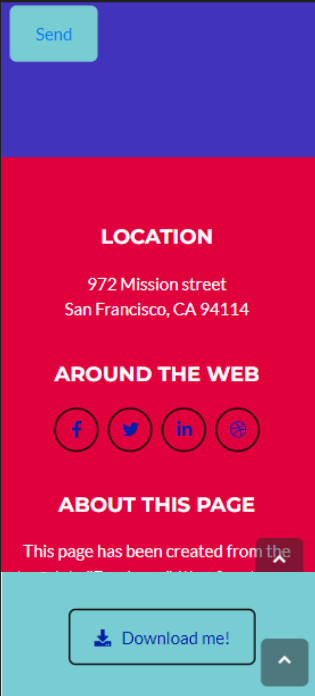 Send
LOCATION
972 Mission street
San Francisco, CA 94114
AROUND THE WEB
in
ABOUT THIS PAGE
This page has been created from the
Download me!